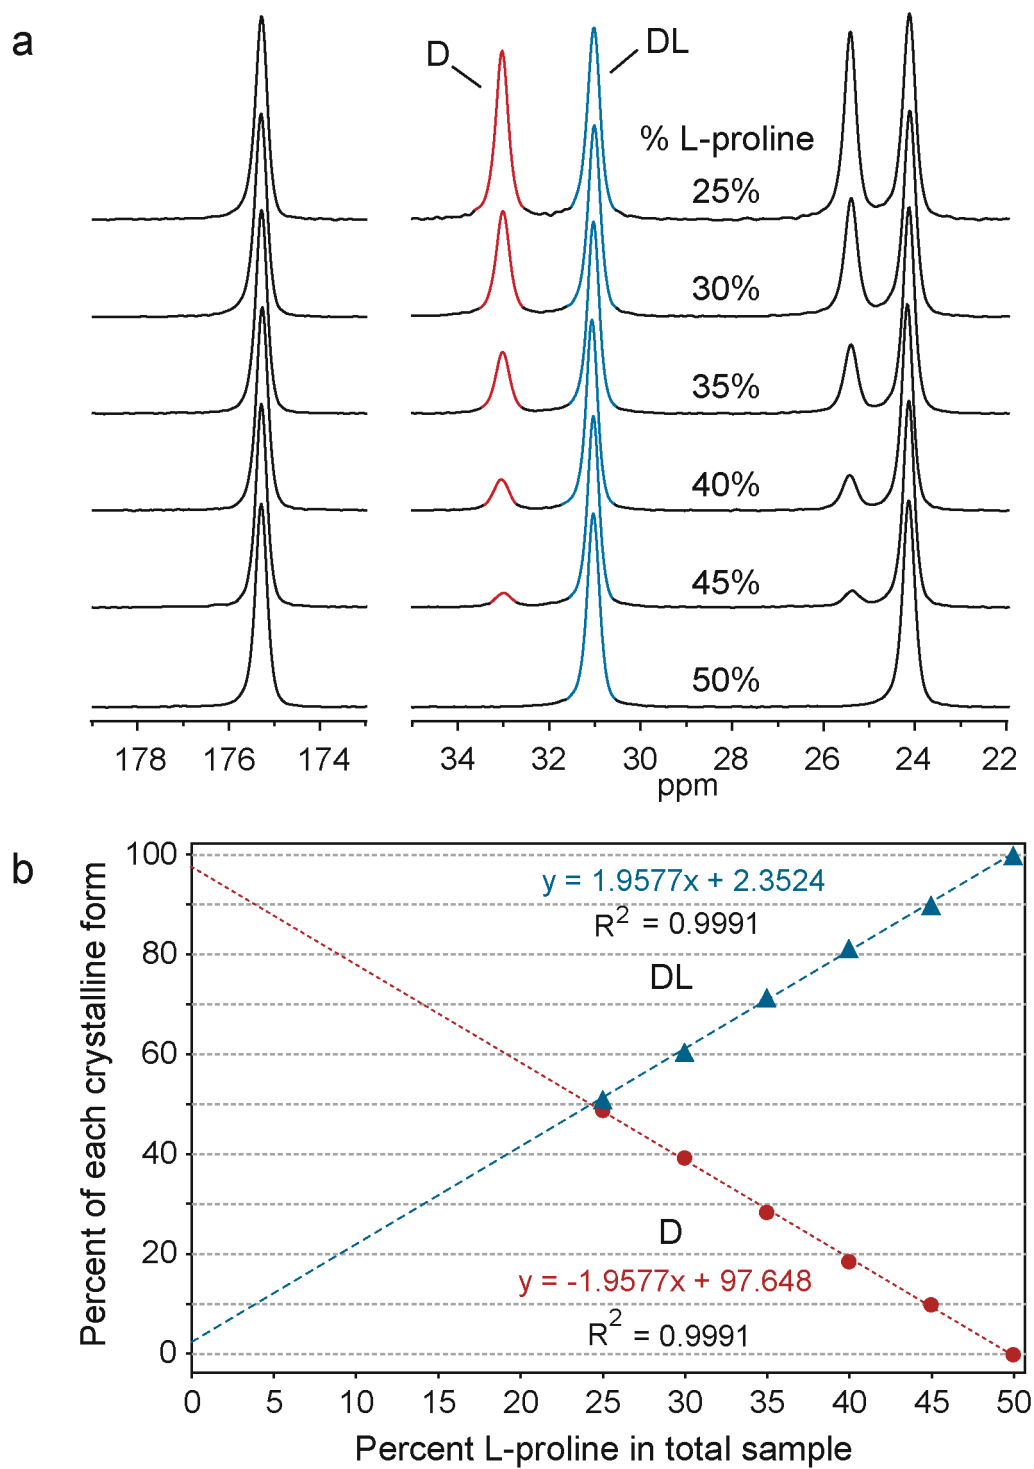 a
D
DL
% L-proline
25%
30%
35%
40%
45%
50%
178 176 174 34 32 30 28 26 24 22
ppm
b
Percent of each crystalline form
100
80
60
40
20
0
y = 1.9577x + 2.3524
R² = 0.9991
DL
D
y = -1.9577x + 97.648
R² = 0.9991
0 5 10 15 20 25 30 35 40 45 50
Percent L-proline in total sample